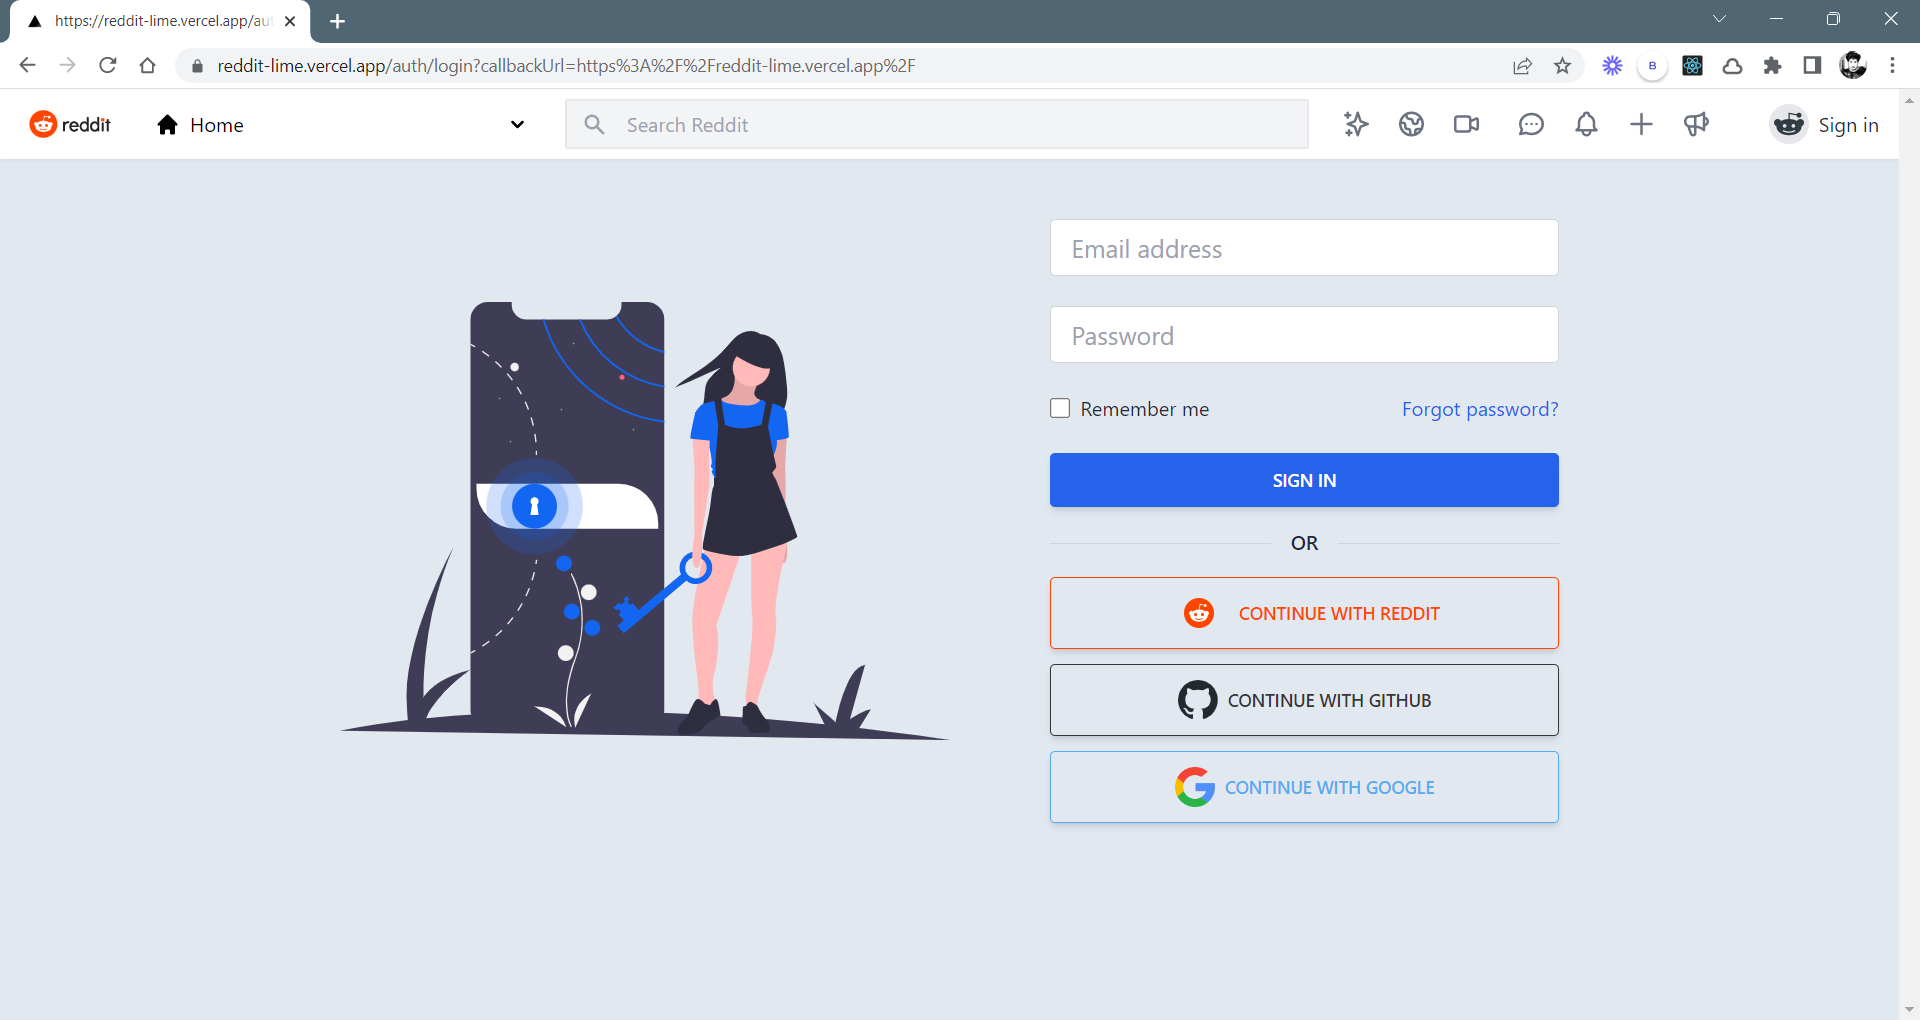 https://reddit-lime.vercel.app/au
reddit-lime.vercel.app/auth/login?callbackUrl=https%3A%2F%2Freddit-lime.vercel.app%2F
B
reddit
Home
Search Reddit
Sign in
Email address
Password
Remember me
Forgot password?
SIGN IN
OR
CONTINUE WITH REDDIT
CONTINUE WITH GITHUB
CONTINUE WITH GOOGLE